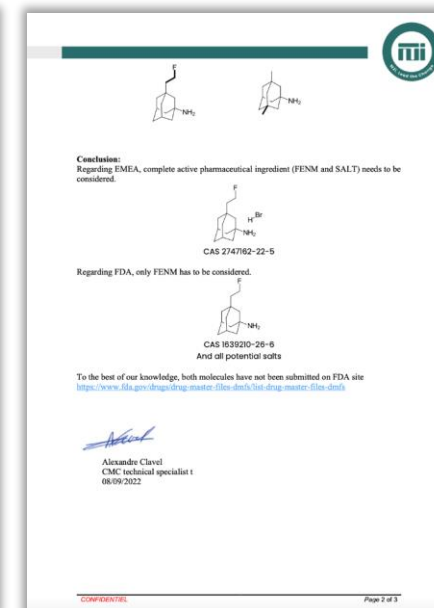 F
NH₂
NH₂
Conclusion:
Regarding EMEA, complete active pharmaceutical ingredient (FENM and SALT) needs to be
considered.
F
H Br
NH₂
CAS 2747162-22-5
Regarding FDA, only FENM has to be considered.
F
NH₂
CAS 1639210-26-6
And all potential salts
To the best of our knowledge, both molecules have not been submitted on FDA site
https://www.fda.gov/drugs/drug-master-files-dmfs/list-drug-master-files-dmfs
Alexandre Clavel
CMC technical specialist t
08/09/2022
CONFIDENTIEL Page 2 of 3